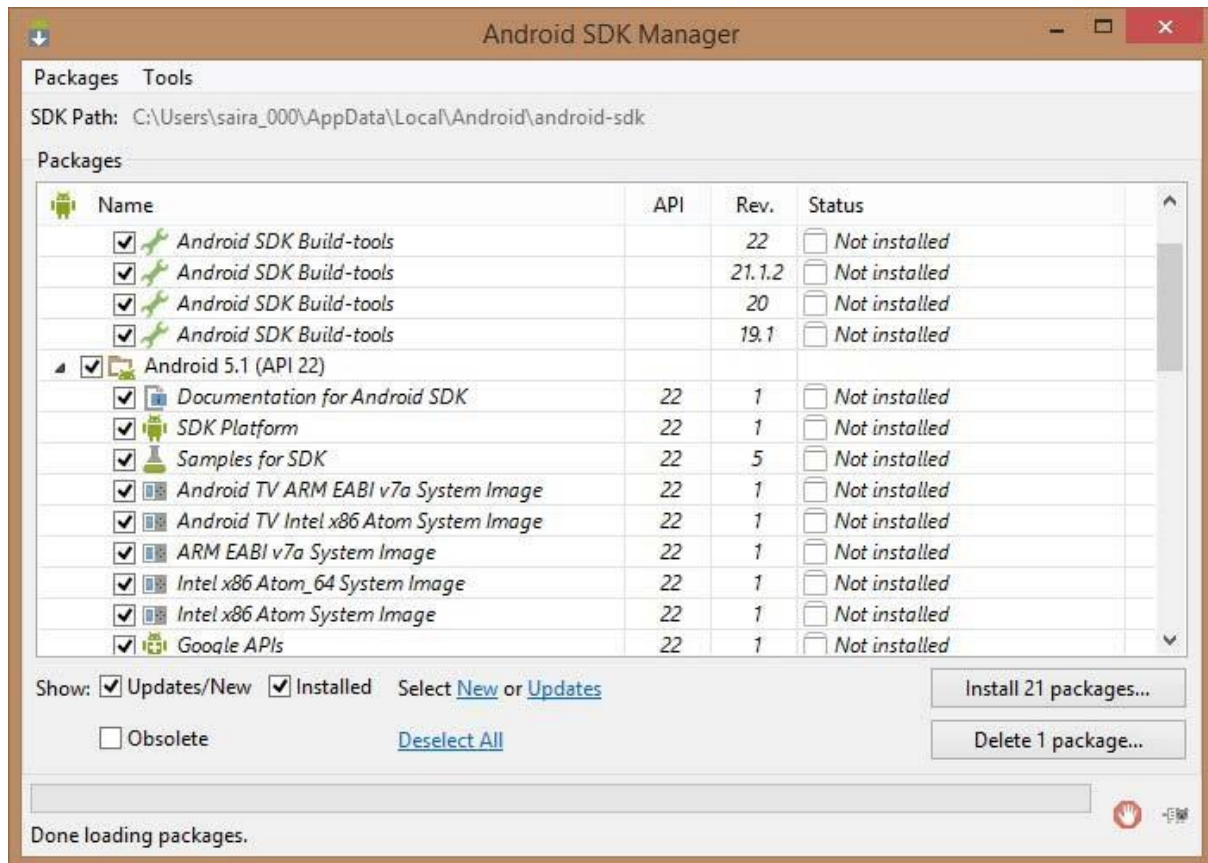 Android SDK Manager
Packages Tools
SDK Path: C:\Users\saira_000\AppData\Local\Android\android-sdk
Packages
Name API Rev. Status
Android SDK Build-tools 22 Not installed
Android SDK Build-tools 21.1.2 Not installed
Android SDK Build-tools 20 Not installed
Android SDK Build-tools 19.1 Not installed
Android 5.1 (API 22)
Documentation for Android SDK 22 1 Not installed
SDK Platform 22 1 Not installed
Samples for SDK 22 5 Not installed
Android TV ARM EABI v7a System Image 22 1 Not installed
Android TV Intel x86 Atom System Image 22 1 Not installed
ARM EABI v7a System Image 22 1 Not installed
Intel x86 Atom_64 System Image 22 1 Not installed
Intel x86 Atom System Image 22 1 Not installed
Google APIs 22 1 Not installed
Show: Updates/New Installed Select New or Updates Install 21 packages...
Obsolete Deselect All Delete 1 package...
Done loading packages.